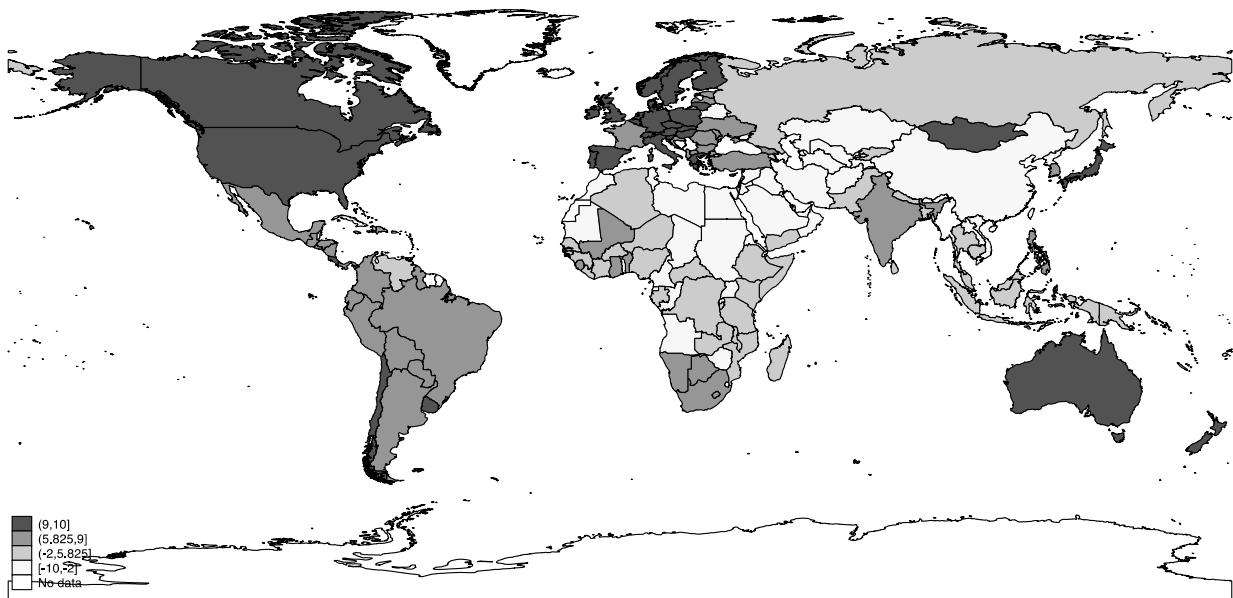 (9,10]
(5,825,9]
(-2,5.825]
[-10,-2]
No data